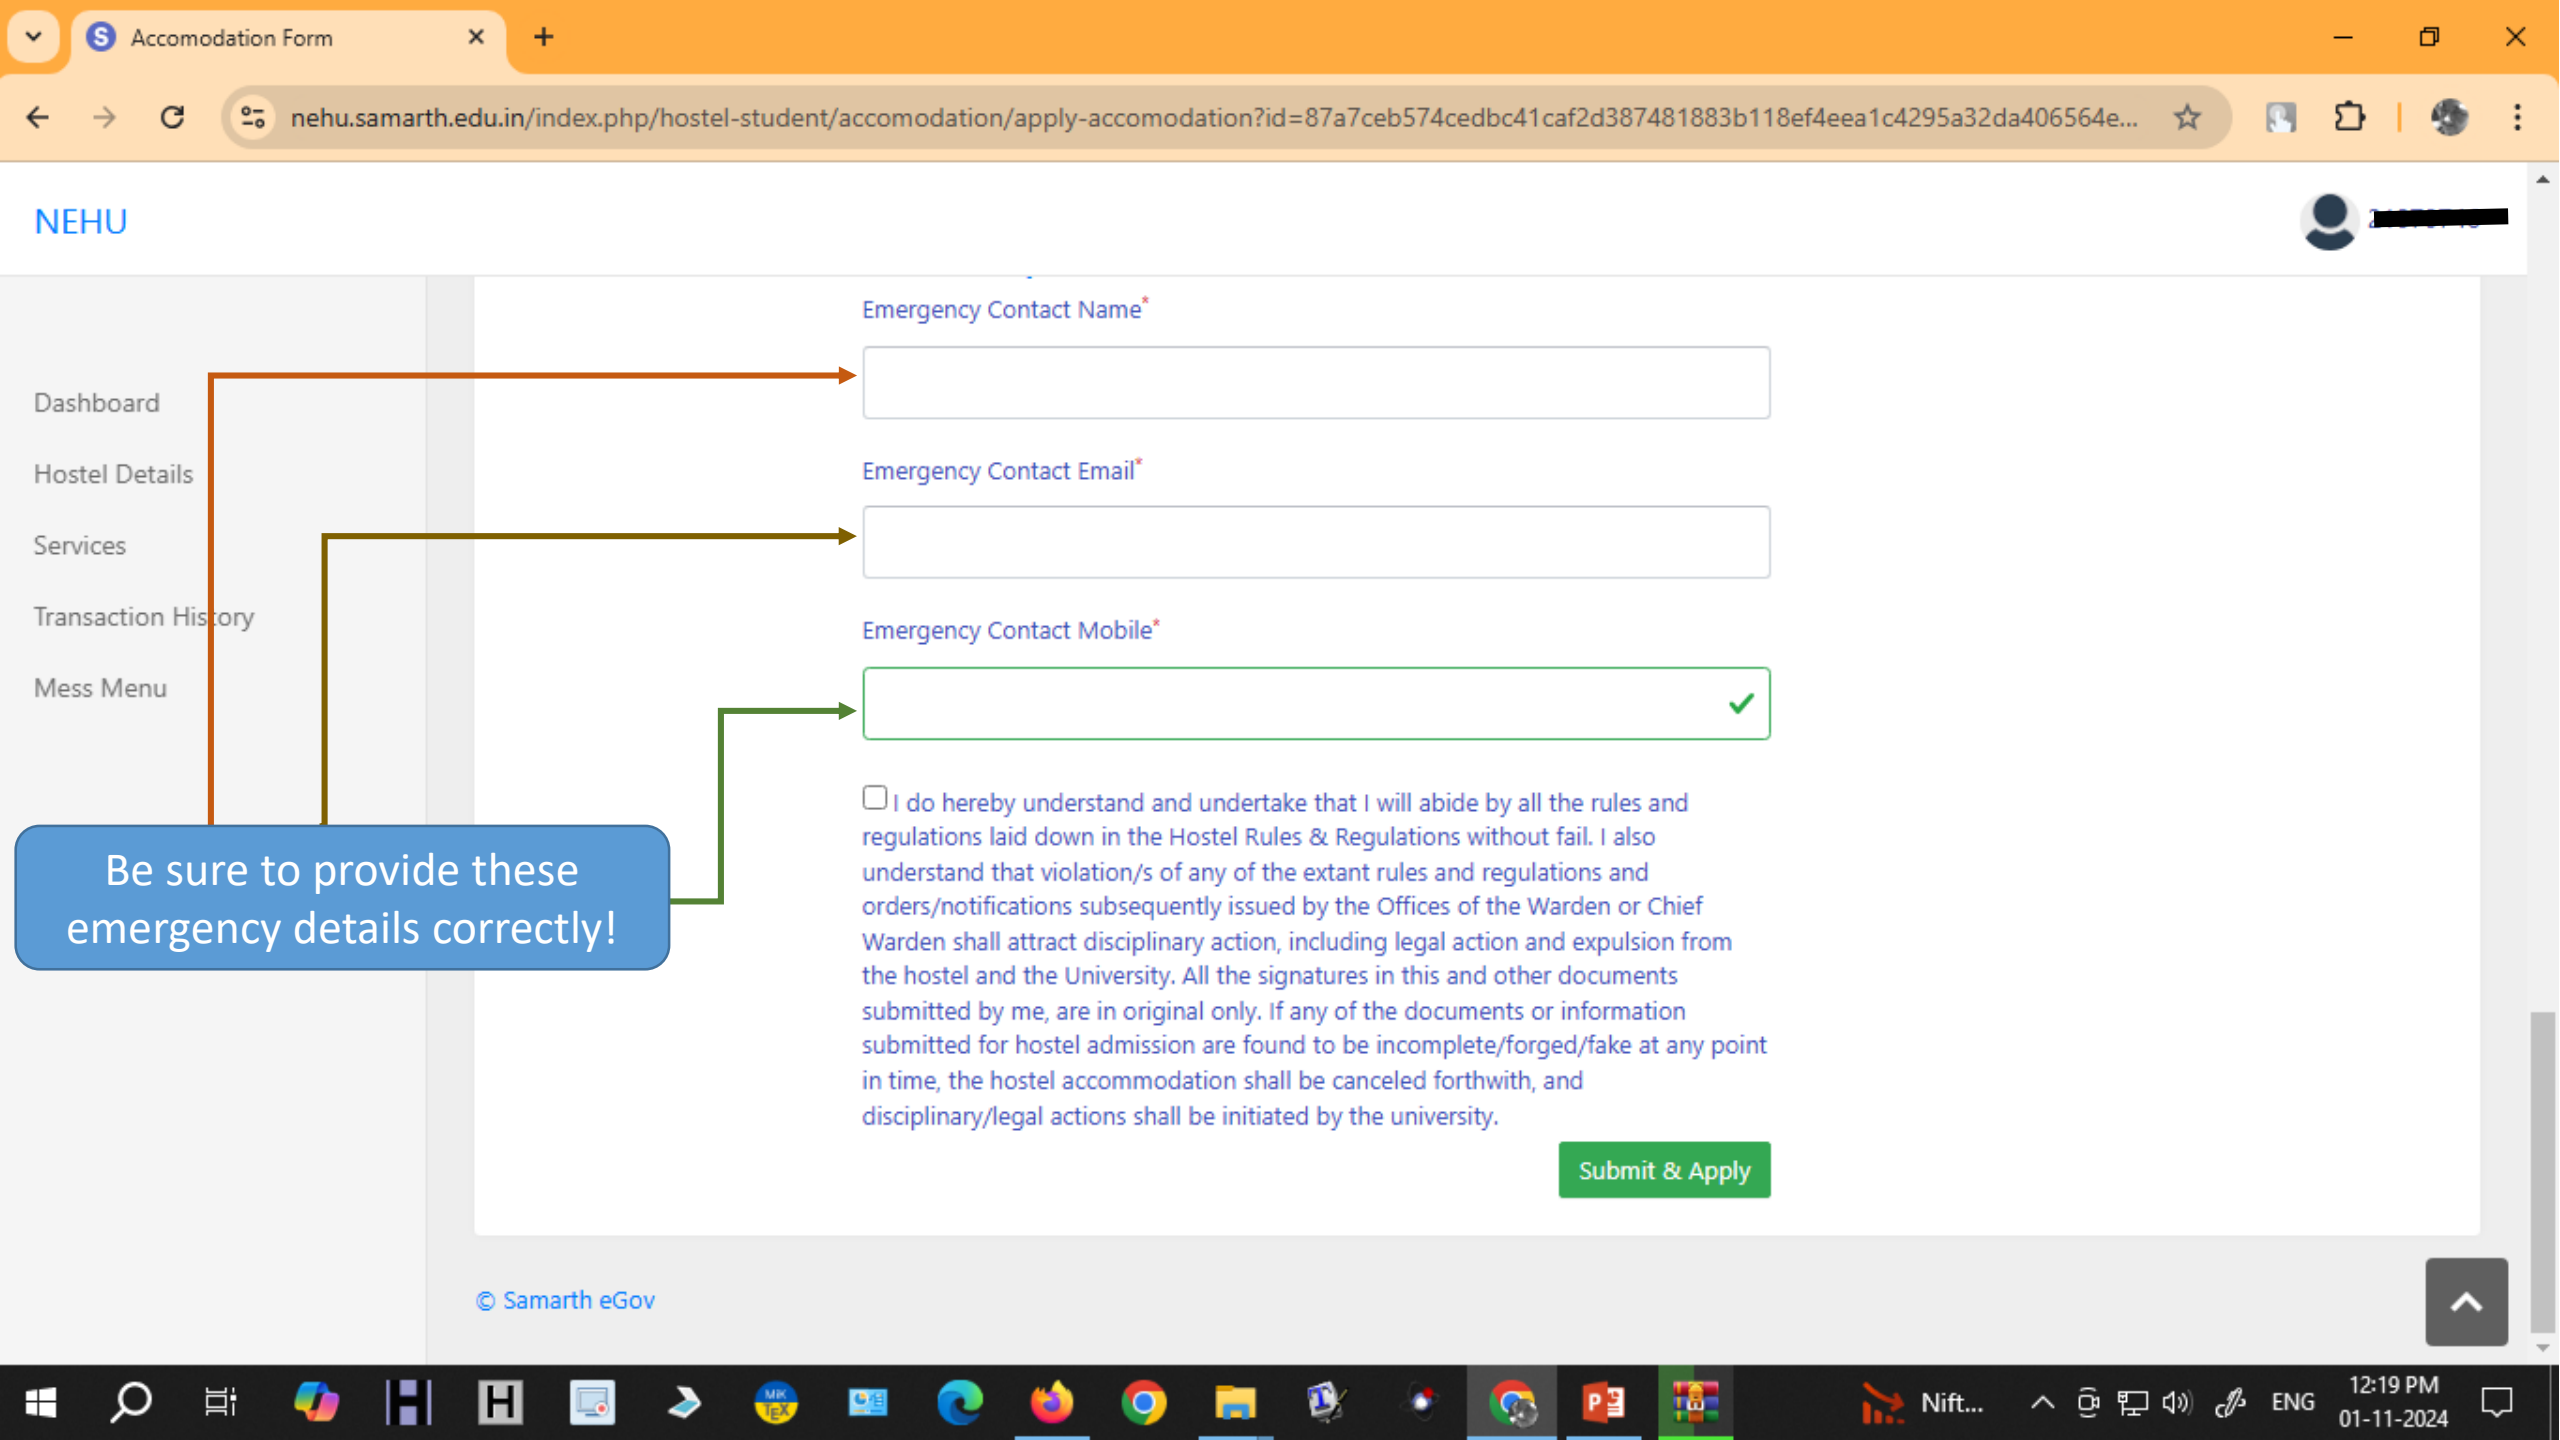 Accomodation Form
nehu.samarth.edu.in/index.php/hostel-student/accomodation/apply-accomodation?id=87a7ceb574cedbc41caf2d387481883b118ef4eea1c4295a32da406564e...
NEHU
Emergency Contact Name*
Dashboard
Emergency Contact Email*
Hostel Details
Services
Transaction History
Emergency Contact Mobile*
Mess Menu
I do hereby understand and undertake that I will abide by all the rules and
regulations laid down in the Hostel Rules & Regulations without fail. I also
understand that violation/s of any of the extant rules and regulations and
orders/notifications subsequently issued by the Offices of the Warden or Chief
Warden shall attract disciplinary action, including legal action and expulsion from
the hostel and the University. All the signatures in this and other documents
submitted by me, are in original only. If any of the documents or information
submitted for hostel admission are found to be incomplete/forged/fake at any point
in time, the hostel accommodation shall be canceled forthwith, and
disciplinary/legal actions shall be initiated by the university.
Be sure to provide these
emergency details correctly!
Submit & Apply
© Samarth eGov
Nift...
ENG
12:19 PM
01-11-2024